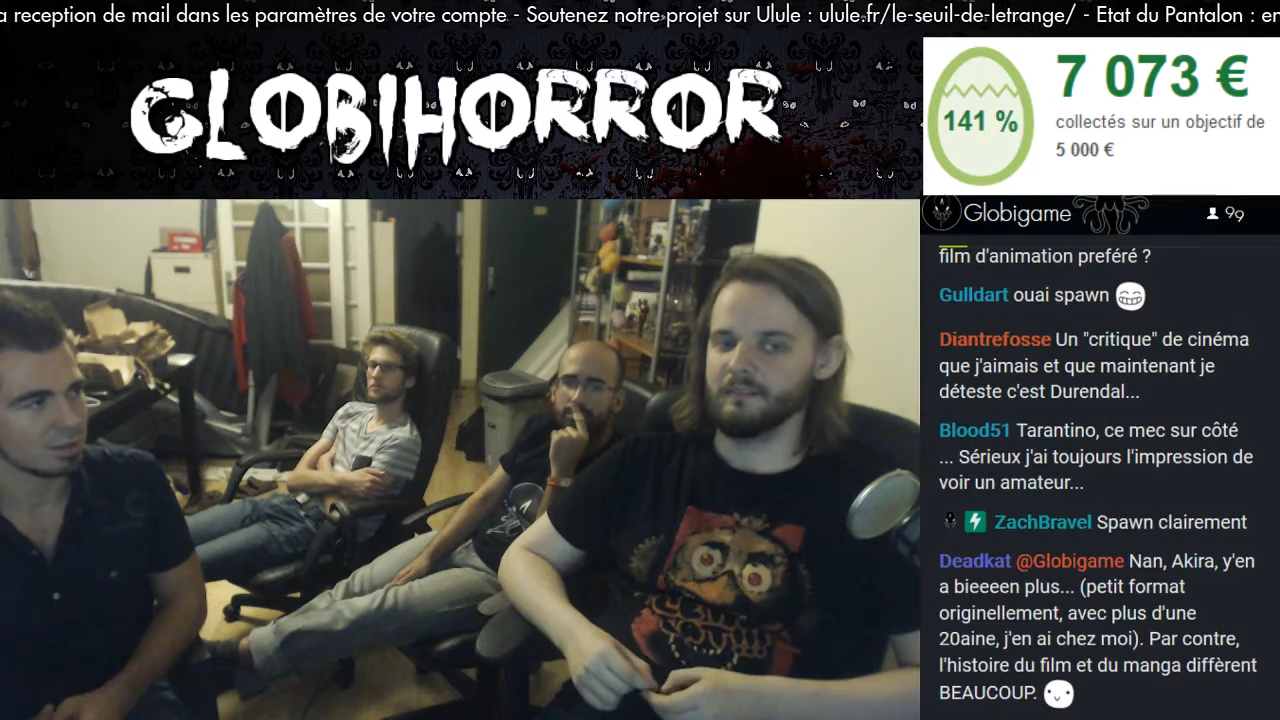 a reception de mail dans les paramètres de votre compte - Soutenez notre projet sur Ulule : ulule.fr/le-seuil-de-letrange/ - Etat du Pantalon : en
GLOBIHORROR
141 %
7 073 €
collectés sur un objectif de
5 000 €
Globigame
99
film d'animation preféré ?
Gulldart ouai spawn
Diantrefosse Un "critique" de cinéma
que j'aimais et que maintenant je
déteste c'est Durendal...
Blood51 Tarantino, ce mec sur côté
... Sérieux j'ai toujours l'impression de
voir un amateur...
ZachBravel Spawn clairement
Deadkat @Globigame Nan, Akira, y'en
a bieeeen plus... (petit format
originellement, avec plus d'une
20aine, j'en ai chez moi). Par contre,
l'histoire du film et du manga diffèrent
BEAUCOUP.